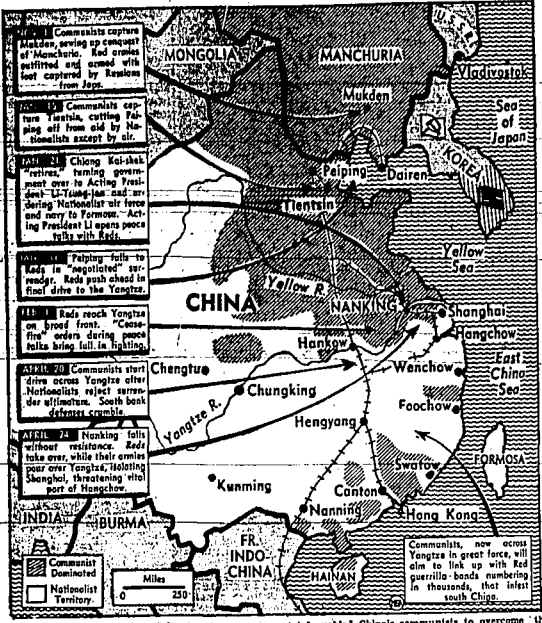 Communists capture
Mukden, sewing up conquest
of Manchuria. Red armies
outfitted and armed with
loot captured by Russians
from Japs.
Communists cap-
ture Tientsin, cutting Pei-
ping off from aid by Na-
tionalists except by air.
JAN. 21 Chiang Kai-shek
"retires," turning govern-
ment over to Acting Presi-
dent Li Tsung-jen and or-
dering Nationalist air force
and navy to Formosa. Act-
ing President Li opens peace
talks with Reds.
Peiping falls to
Reds in "negotiated" sur-
render. Reds push ahead in
final drive to the Yangtze.
FEB. 1 Reds reach Yangtze
on broad front. "Cease-
fire" orders during peace
talks bring lull in fighting.
APRIL 20 Communists start
drive across Yangtze after
Nationalists reject surren-
der ultimatum. South bank
defenses crumble.
APRIL 24 Nanking falls
without resistance. Reds
take over, while their armies
pour over Yangtze, isolating
Shanghai, threatening vital
port of Hangchow.
MONGOLIA
MANCHURIA
U.S.S.R.
Vladivostok
Mukden
Sea
of
Japan
KOREA
Peiping
Dairen
Tientsin
Yellow
Sea
Yellow R.
CHINA
NANKING
Shanghai
Hangchow
Hankow
East
China
Sea
Wenchow
Chengtu
Chungking
Foochow
Yangtze R.
Hengyang
FORMOSA
Swatow
Kunming
Canton
Nanning
Hong Kong
INDIA
BURMA
FR.
INDO
CHINA
HAINAN
Communist
Dominated
Nationalist
Territory.
Miles
0 250
Communists, now across
Yangtze in great force, will
aim to link up with Red
guerrilla bands numbering
in thousands, that infest
south China.
China's communists to overcome